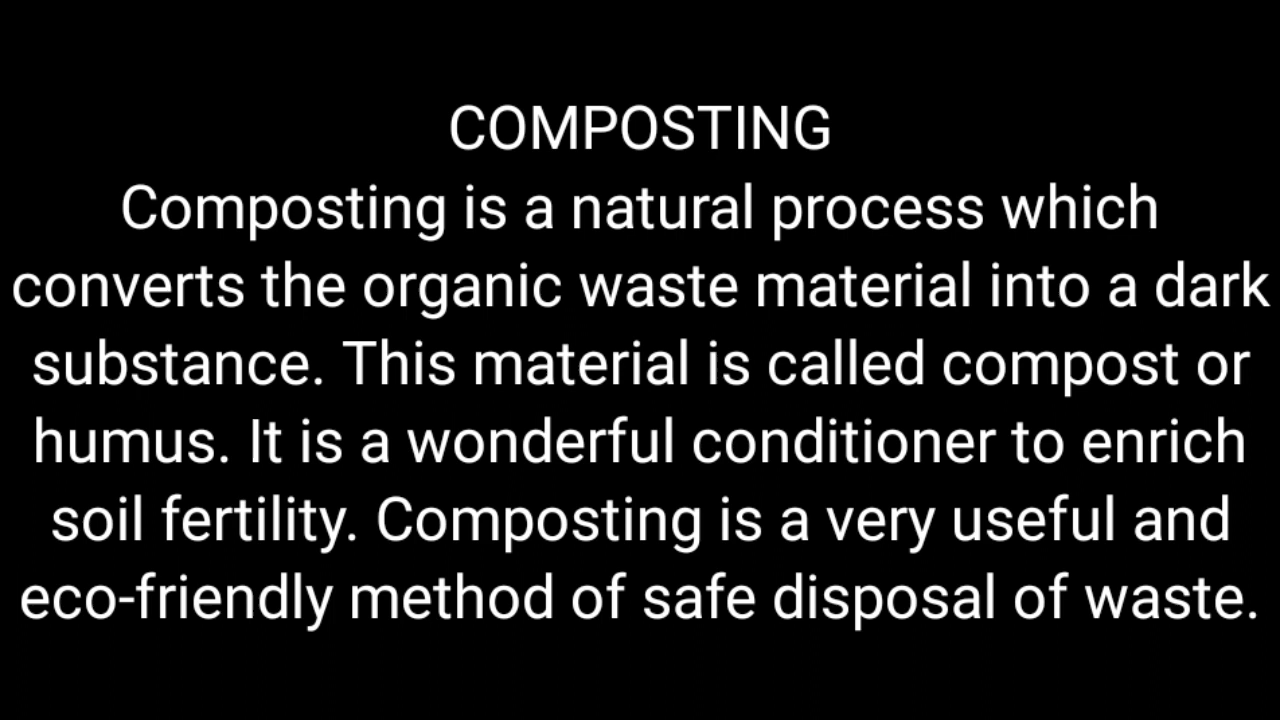 COMPOSTING
Composting is a natural process which
converts the organic waste material into a dark
substance. This material is called compost or
humus. It is a wonderful conditioner to enrich
soil fertility. Composting is a very useful and
eco-friendly method of safe disposal of waste.